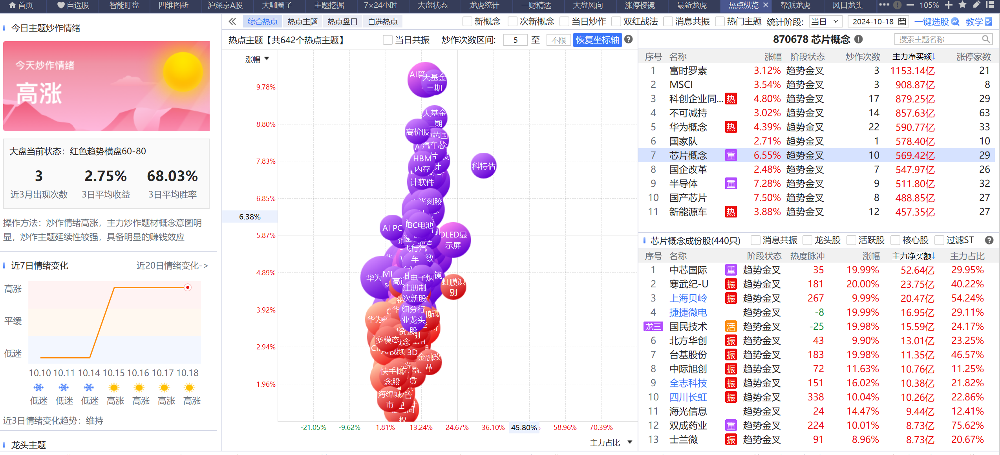 首页 自选股 智能盯盘 四维图新 沪深京A股 大咖圈子 主题挖掘 7×24小时 大盘状态 龙虎统计 一财精选 大盘风向 涨停棱镜 最新龙虎 热点纵览 × 帮派龙虎 风口龙头 105%
今日主题炒作情绪
今天炒作情绪
高涨
大盘当前状态：红色趋势横盘60-80
3 2.75% 68.03%
近3月出现次数 3日平均收益 3日平均胜率
操作方法：炒作情绪高涨，主力炒作题材概念意图明
显，炒作主题延续性较强，具备明显的赚钱效应
近7日情绪变化 近20日情绪变化->
高涨
平缓
低迷
10.10 10.11 10.14 10.15 10.16 10.17 10.18
低迷 低迷 低迷 高涨 高涨 高涨 高涨
近3日情绪变化趋势：维持
龙头主题
综合热点 热点主题 热点盘口 自选热点 新概念 次新概念 当日炒作 双红战法 消息共振 热门主题 统计阶段: 当日 2024-10-18 一键选股 教学
热点主题【共642个热点主题】 当日共振 炒作次数区间: 5 至 不限 恢复坐标轴
涨幅
9.78%
8.80%
7.83%
6.85%
6.38%
5.87%
4.89%
3.92%
2.94%
1.96%
大基金
三期
大基金
二期
高价股
汽车芯
片
HBM
内存
科特估
计软件
光刻胶
AI PC
BC电池
OLED显
示屏
飞行汽
车
华为
电子烟
虹膜识
别
注册制
次新股
细分行
业龙头
股
华为
多模态
AI视频
3D
金融改
革
快手概
念股
海绵城
市
-21.05% -9.62% 1.81% 13.24% 24.67% 36.10% 45.80% 58.96% 70.39%
主力占比
870678 芯片概念 搜索主题名称
序号 名称 涨幅 阶段状态 炒作次数 主力净买额↓ 涨停家数
1 富时罗素 3.12% 趋势金叉 3 1153.14亿 21
2 MSCI 3.54% 趋势金叉 3 908.87亿 8
3 科创企业同... 热 4.80% 趋势金叉 17 879.25亿 29
4 不可减持 3.02% 趋势金叉 14 857.63亿 63
5 华为概念 热 4.39% 趋势金叉 22 590.77亿 33
6 国家队 2.71% 趋势金叉 1 578.40亿 10
7 芯片概念 重 6.55% 趋势金叉 10 569.42亿 29
8 国企改革 2.48% 趋势金叉 7 547.97亿 26
9 半导体 重 7.28% 趋势金叉 9 511.80亿 32
10 国产芯片 7.50% 趋势金叉 8 488.85亿 27
11 新能源车 热 3.88% 趋势金叉 12 457.35亿 27
芯片概念成份股(440只) 消息共振 龙头股 活跃股 核心股 过滤ST
序号 名称 阶段状态 热度脉冲 涨幅 主力净买额↓ 主力占比
1 中芯国际 重 趋势金叉 35 19.99% 52.64亿 29.95%
2 寒武纪-U 振 趋势金叉 181 20.00% 23.75亿 40.22%
3 上海贝岭 振 趋势金叉 267 9.99% 20.47亿 54.24%
4 捷捷微电 趋势金叉 -8 19.99% 16.95亿 29.11%
龙三 国民技术 活 趋势金叉 -25 19.98% 15.59亿 24.17%
6 北方华创 振 趋势金叉 43 9.90% 13.01亿 23.25%
7 台基股份 振 趋势金叉 183 19.98% 11.35亿 46.57%
8 中际旭创 振 趋势金叉 72 11.63% 10.76亿 11.25%
9 全志科技 振 趋势金叉 151 16.02% 10.38亿 21.82%
10 四川长虹 振 趋势金叉 338 10.04% 10.26亿 22.86%
11 海光信息 趋势金叉 24 14.47% 9.44亿 12.41%
12 双成药业 重 趋势金叉 224 10.01% 8.73亿 75.62%
13 士兰微 振 趋势金叉 91 8.96% 8.73亿 20.67%